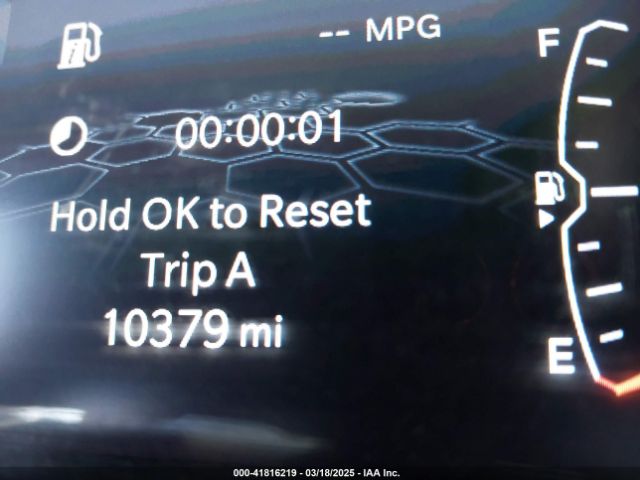 -- MPG
F
00:00:01
Hold OK to Reset
Trip A
10379 mi
E
000-41816219 - 03/18/2025 - IAA Inc.